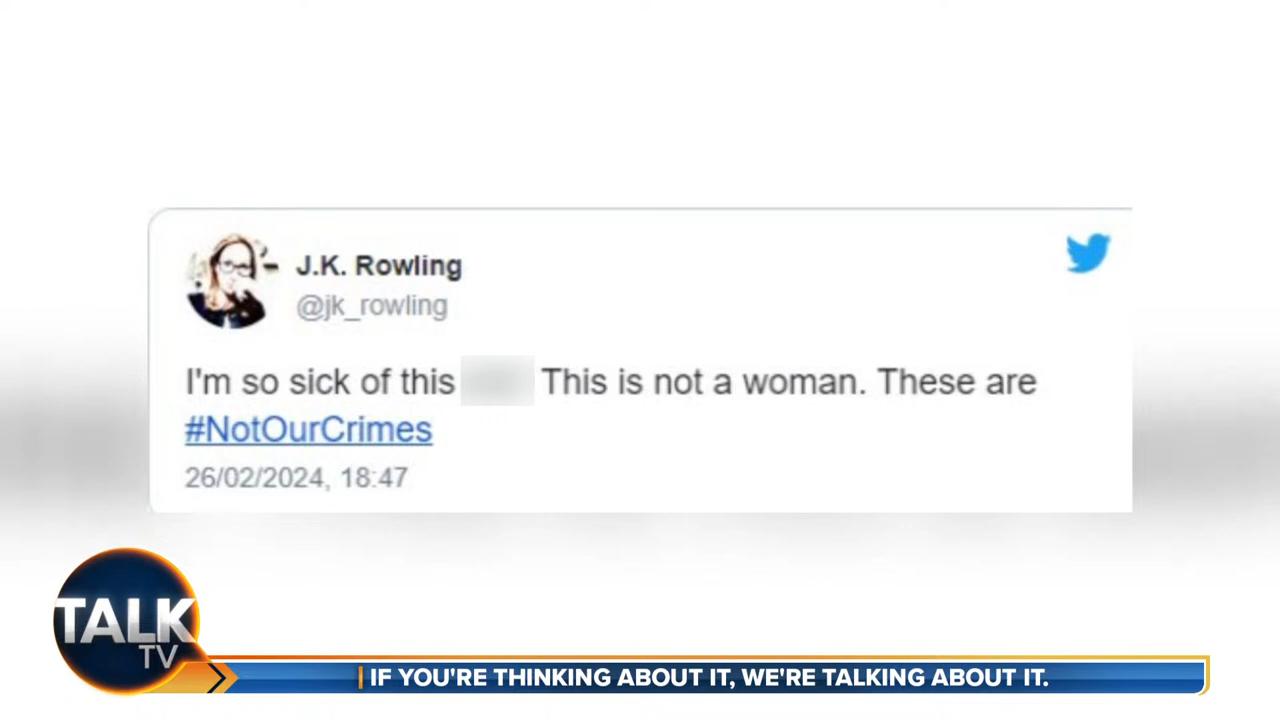 J.K. Rowling
@jk_rowling
I'm so sick of this This is not a woman. These are
#NotOurCrimes
26/02/2024, 18:47
TALK
TV
IF YOU'RE THINKING ABOUT IT, WE'RE TALKING ABOUT IT.